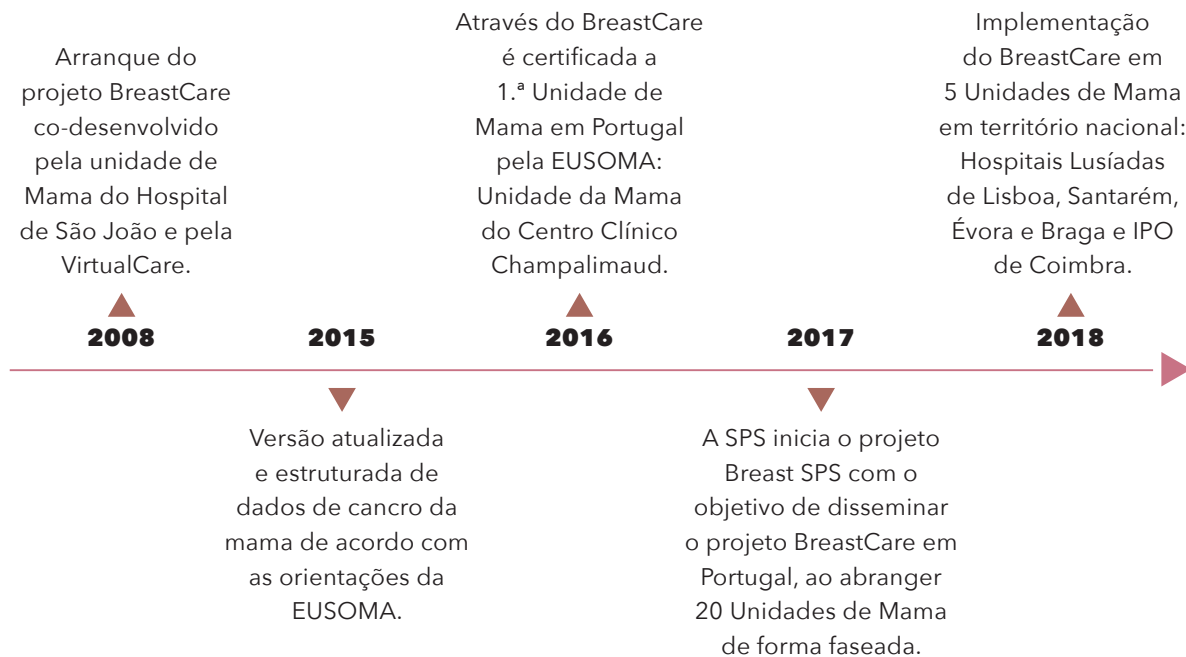 Arranque do
projeto BreastCare
co-desenvolvido
pela unidade de
Mama do Hospital
de São João e pela
VirtualCare.
2008
2015
Versão atualizada
e estruturada de
dados de cancro da
mama de acordo com
as orientações da
EUSOMA.
Através do BreastCare
é certificada a
1.ª Unidade de
Mama em Portugal
pela EUSOMA:
Unidade da Mama
do Centro Clínico
Champalimaud.
2016
2017
A SPS inicia o projeto
Breast SPS com o
objetivo de disseminar
o projeto BreastCare em
Portugal, ao abranger
20 Unidades de Mama
de forma faseada.
Implementação
do BreastCare em
5 Unidades de Mama
em território nacional:
Hospitais Lusíadas
de Lisboa, Santarém,
Évora e Braga e IPO
de Coimbra.
2018